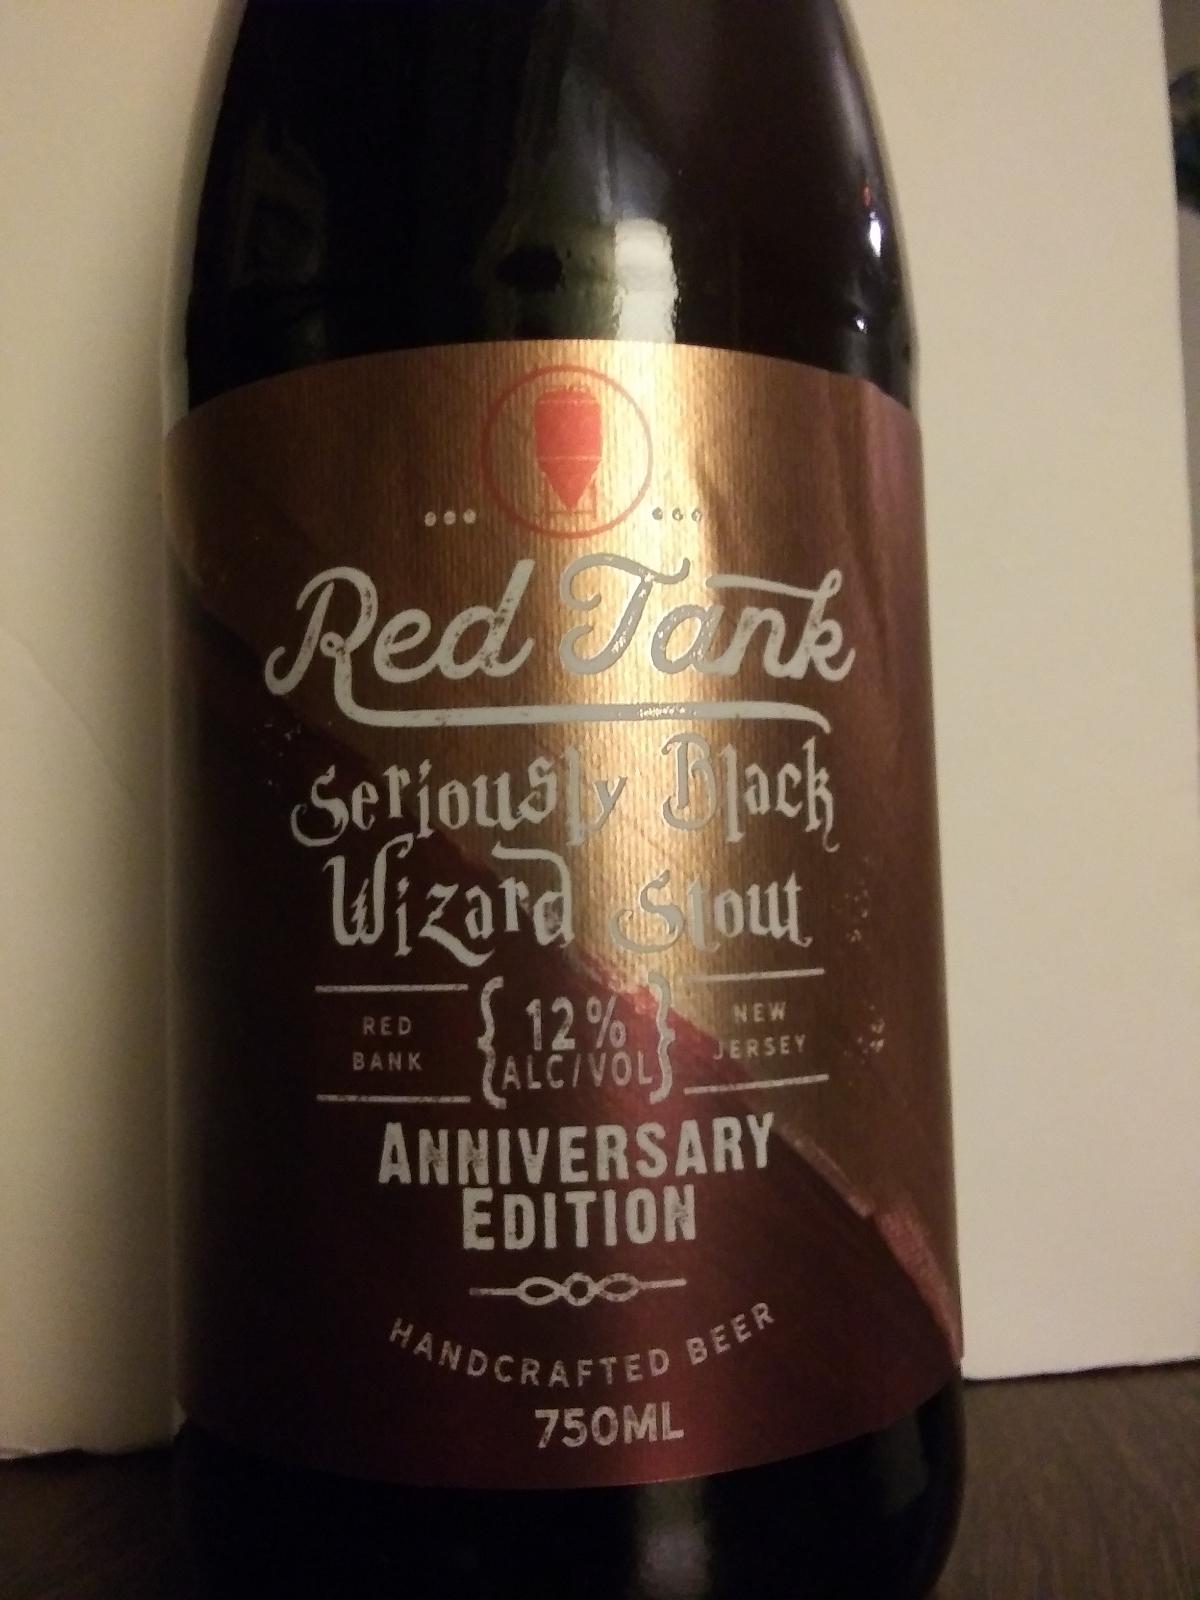 Red Tank
Seriously Black
Wizard Stout
RED
BANK
{12%
ALC/VOL}
NEW
JERSEY
ANNIVERSARY
EDITION
HANDCRAFTED BEER
750ML